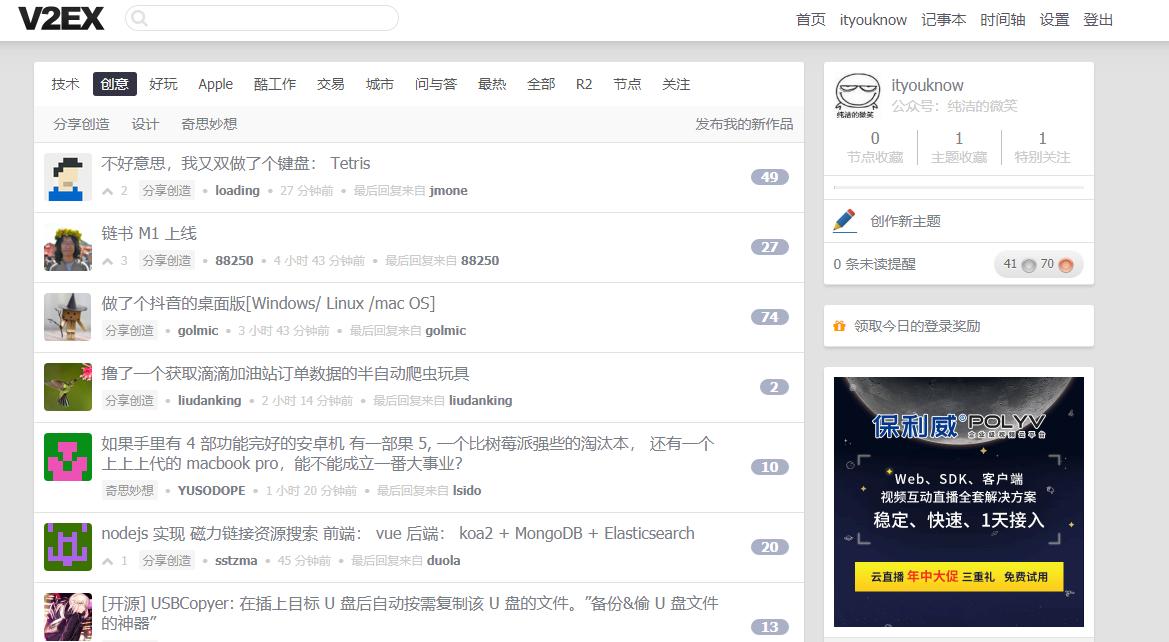 V2EX
首页 ityouknow 记事本 时间轴 设置 登出
技术 创意 好玩 Apple 酷工作 交易 城市 问与答 最热 全部 R2 节点 关注
分享创造 设计 奇思妙想 发布我的新作品
不好意思，我又双做了个键盘： Tetris
2 分享创造 • loading • 27 分钟前 • 最后回复来自 jmone
49
链书 M1 上线
3 分享创造 • 88250 • 4 小时 43 分钟前 • 最后回复来自 88250
27
做了个抖音的桌面版[Windows/ Linux /mac OS]
分享创造 • golmic • 3 小时 43 分钟前 • 最后回复来自 golmic
74
撸了一个获取滴滴加油站订单数据的半自动爬虫玩具
分享创造 • liudanking • 2 小时 14 分钟前 • 最后回复来自 liudanking
2
如果手里有 4 部功能完好的安卓机 有一部果 5, 一个比树莓派强些的淘汰本， 还有一个
上上上代的 macbook pro，能不能成立一番大事业？
奇思妙想 • YUSODOPE • 1 小时 20 分钟前 • 最后回复来自 lsido
10
nodejs 实现 磁力链接资源搜索 前端： vue 后端： koa2 + MongoDB + Elasticsearch
1 分享创造 • sstzma • 45 分钟前 • 最后回复来自 duola
20
[开源] USBCopyer: 在插上目标 U 盘后自动按需复制该 U 盘的文件。”备份&偷 U 盘文件
的神器”
13
纯洁的微笑
ityouknow
公众号：纯洁的微笑
0 1 1
节点收藏 主题收藏 特别关注
创作新主题
0 条未读提醒 41 70
领取今日的登录奖励
保利威® POLYV
企业级视频云平台
Web、SDK、客户端
视频互动直播全套解决方案
稳定、快速、1天接入
云直播 年中大促 三重礼 免费试用